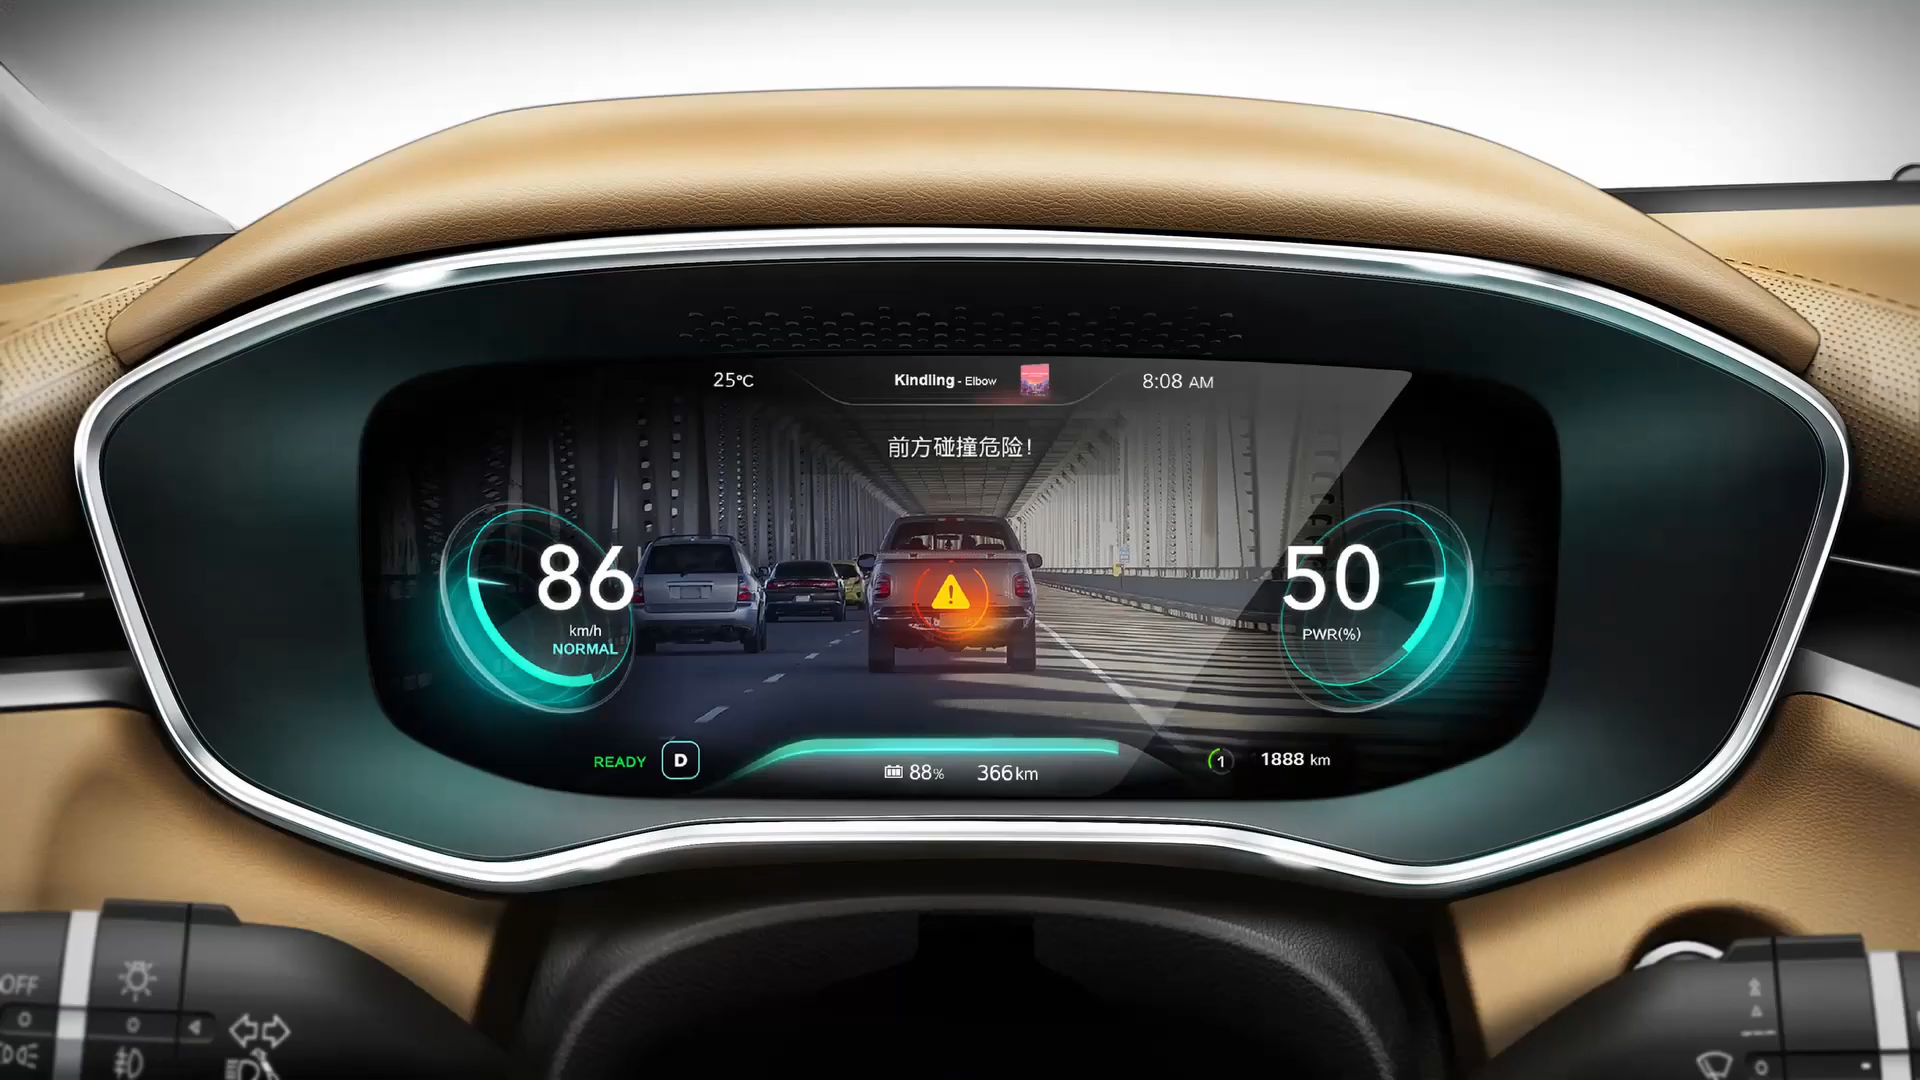 25℃
Kindling - Elbow
8:08 AM
前方碰撞危险!
86
km/h
NORMAL
50
PWR(%)
READY
D
88%
366km
1
1888 km
OFF